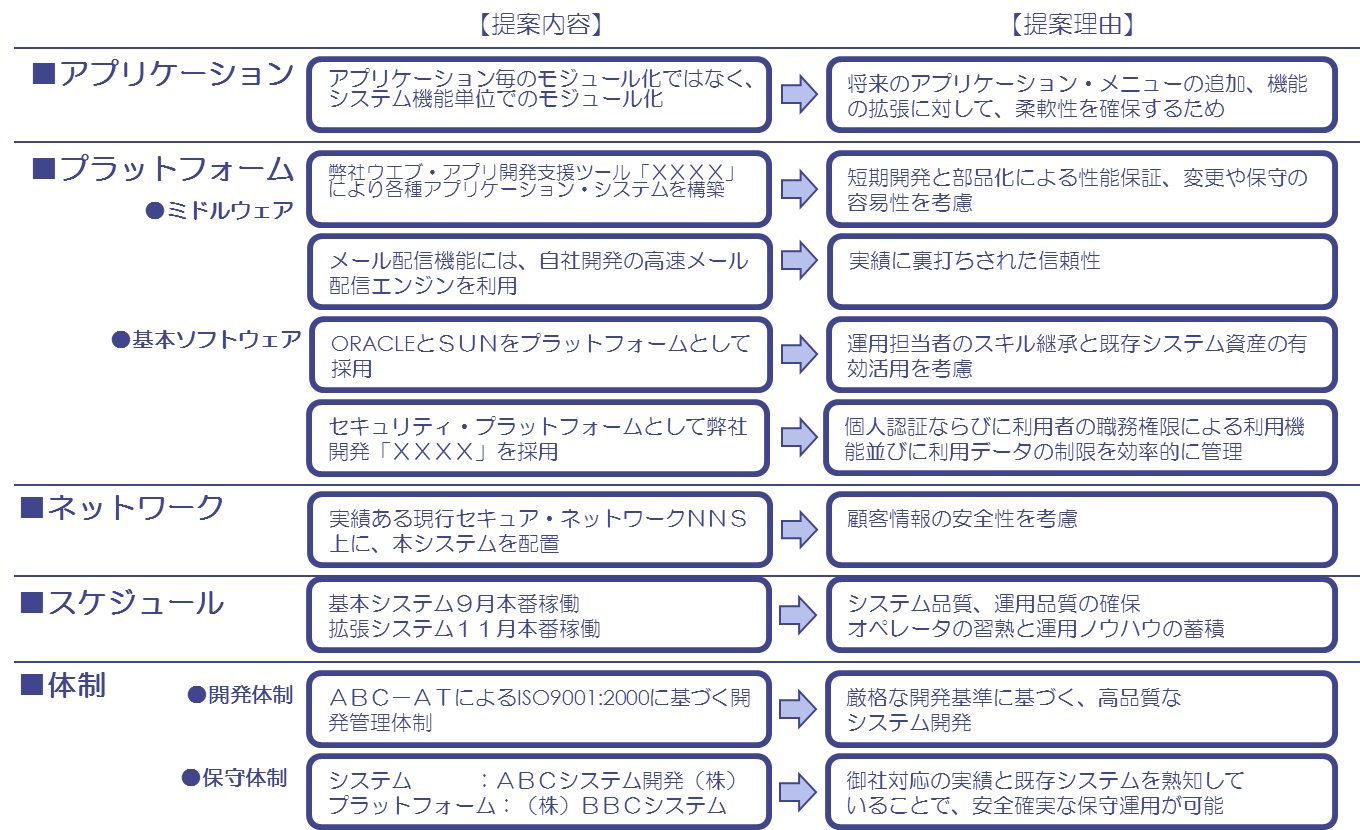 【提案内容】
【提案理由】
■アプリケーション
アプリケーション毎のモジュール化ではなく、
システム機能単位でのモジュール化
将来のアプリケーション・メニューの追加、機能
の拡張に対して、柔軟性を確保するため
■プラットフォーム
●ミドルウェア
弊社ウエブ・アプリ開発支援ツール「ＸＸＸＸ」
により各種アプリケーション・システムを構築
短期開発と部品化による性能保証、変更や保守の
容易性を考慮
メール配信機能には、自社開発の高速メール
配信エンジンを利用
実績に裏打ちされた信頼性
●基本ソフトウェア
ORACLEとＳＵＮをプラットフォームとして
採用
運用担当者のスキル継承と既存システム資産の有
効活用を考慮
セキュリティ・プラットフォームとして弊社
開発「ＸＸＸＸ」を採用
個人認証ならびに利用者の職務権限による利用機
能並びに利用データの制限を効率的に管理
■ネットワーク
実績ある現行セキュア・ネットワークＮＮＳ
上に、本システムを配置
顧客情報の安全性を考慮
■スケジュール
基本システム９月本番稼働
拡張システム１１月本番稼働
システム品質、運用品質の確保
オペレータの習熟と運用ノウハウの蓄積
■体制
●開発体制
ＡＢＣ－ＡＴによるISO9001:2000に基づく開
発管理体制
厳格な開発基準に基づく、高品質な
システム開発
●保守体制
システム　　　：ＡＢＣシステム開発（株）
プラットフォーム：（株）ＢＢＣシステム
御社対応の実績と既存システムを熟知して
いることで、安全確実な保守運用が可能